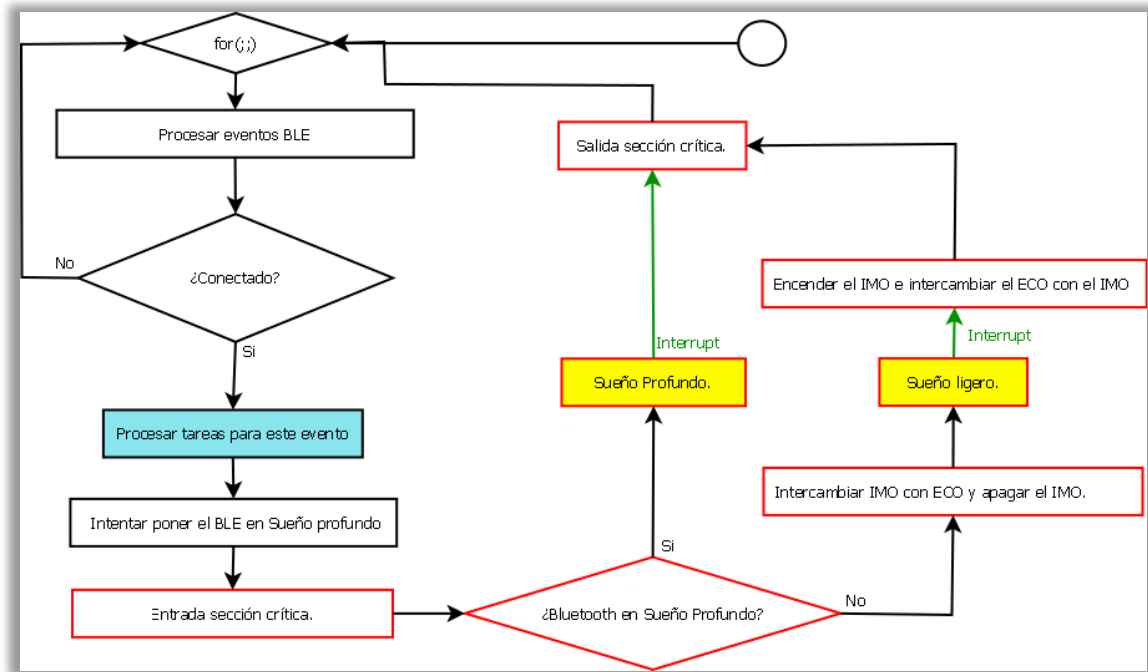 for(;;)
Procesar eventos BLE
¿Conectado?
No
Si
Procesar tareas para este evento
Intentar poner el BLE en Sueño profundo
Entrada sección crítica.
¿Bluetooth en Sueño Profundo?
Si
No
Sueño Profundo.
Interrupt
Intercambiar IMO con ECO y apagar el IMO.
Sueño ligero.
Interrupt
Encender el IMO e intercambiar el ECO con el IMO
Salida sección crítica.